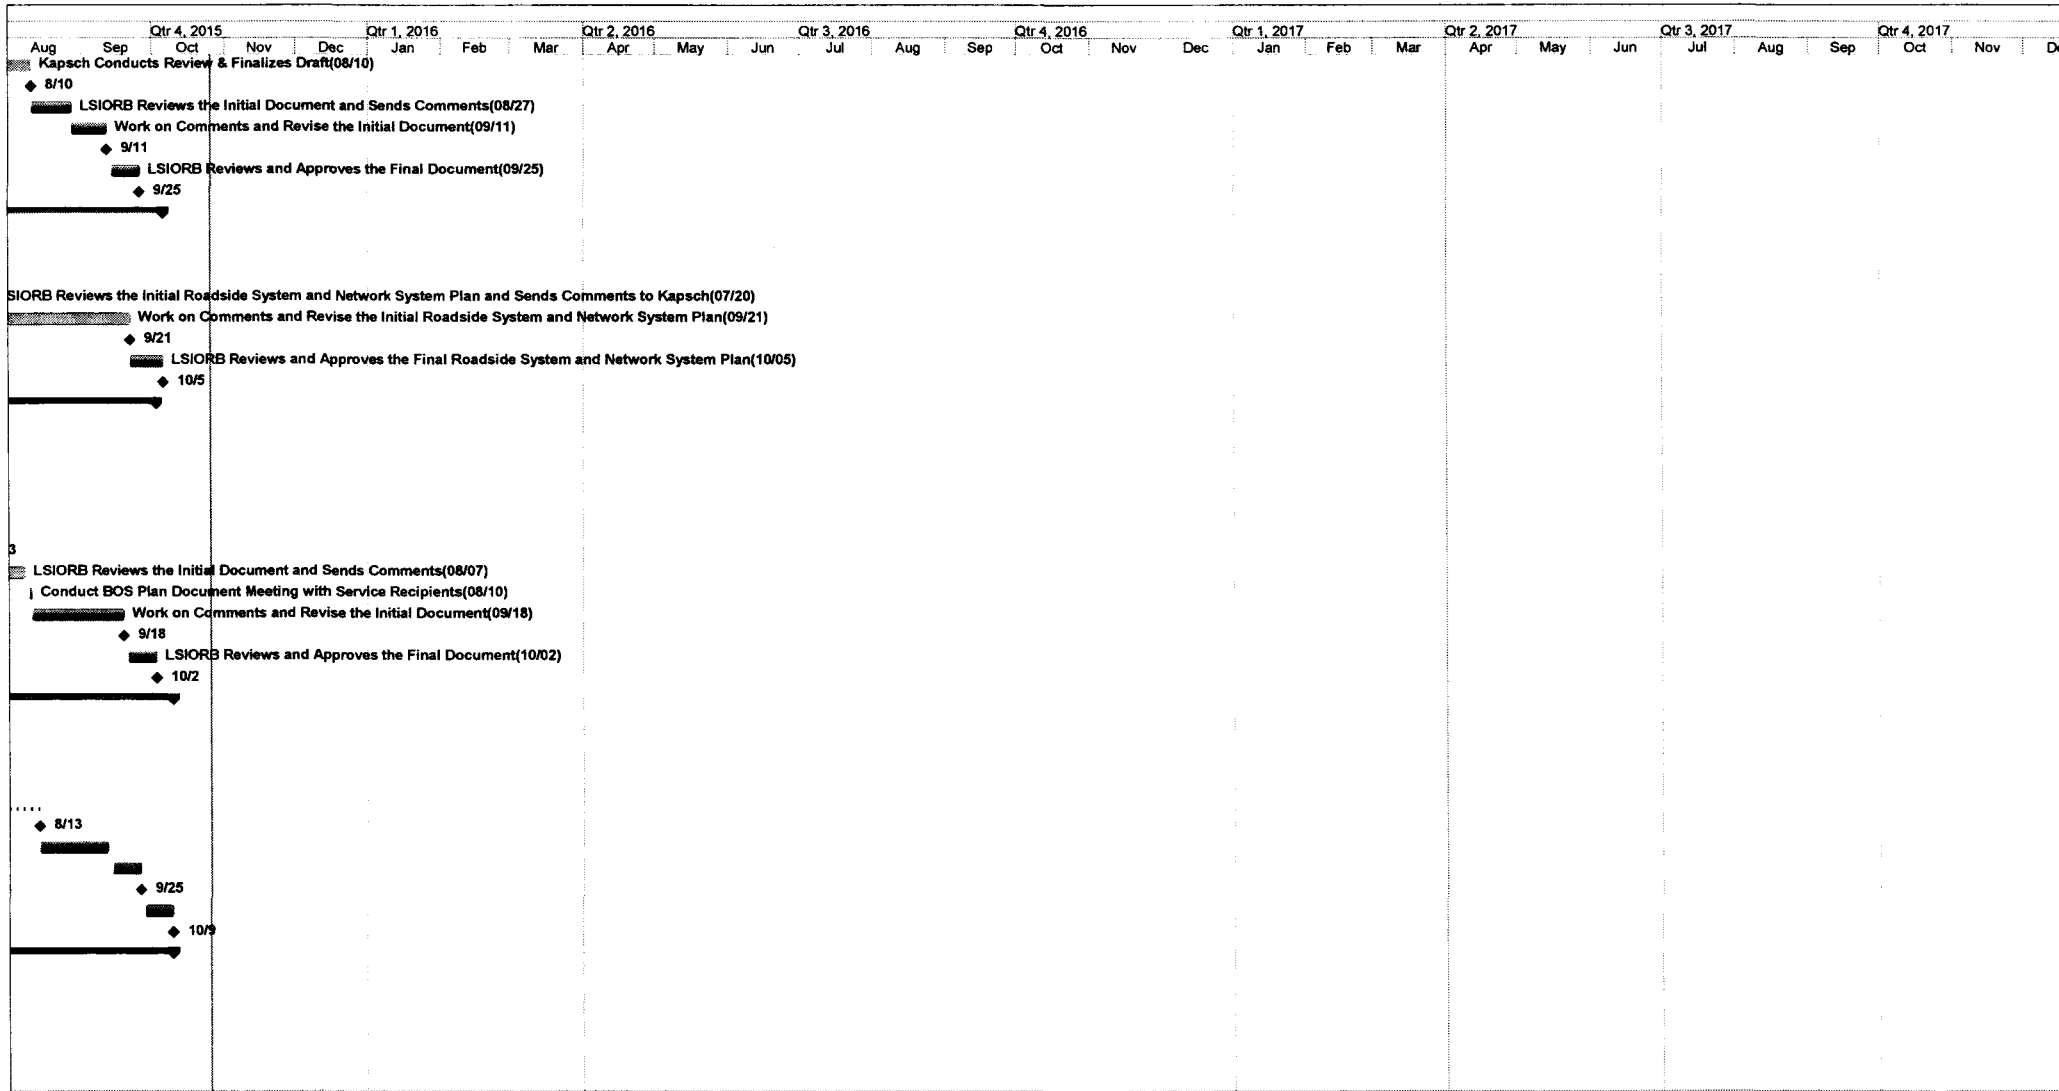 Qtr 4, 2015 Qtr 1, 2016 Qtr 2, 2016 Qtr 3, 2016 Qtr 4, 2016 Qtr 1, 2017 Qtr 2, 2017 Qtr 3, 2017 Qtr 4, 2017
Aug Sep Oct Nov Dec Jan Feb Mar Apr May Jun Jul Aug Sep Oct Nov Dec Jan Feb Mar Apr May Jun Jul Aug Sep Oct Nov De
Kapsch Conducts Review & Finalizes Draft(08/10)
8/10
LSIORB Reviews the Initial Document and Sends Comments(08/27)
Work on Comments and Revise the Initial Document(09/11)
9/11
LSIORB Reviews and Approves the Final Document(09/25)
9/25
SIORB Reviews the Initial Roadside System and Network System Plan and Sends Comments to Kapsch(07/20)
Work on Comments and Revise the Initial Roadside System and Network System Plan(09/21)
9/21
LSIORB Reviews and Approves the Final Roadside System and Network System Plan(10/05)
10/5
3
LSIORB Reviews the Initial Document and Sends Comments(08/07)
Conduct BOS Plan Document Meeting with Service Recipients(08/10)
Work on Comments and Revise the Initial Document(09/18)
9/18
LSIORB Reviews and Approves the Final Document(10/02)
10/2
8/13
9/25
10/9